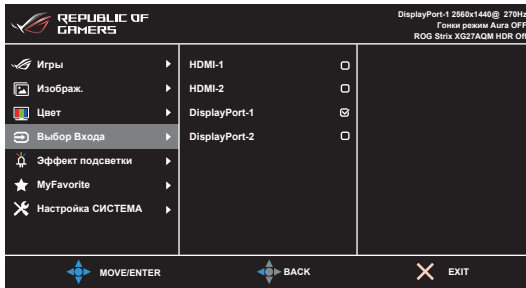 REPUBLIC OF
GAMERS
DisplayPort-1 2560x1440@ 270Hz
Гонки режим Aura OFF
ROG Strix XG27AQM HDR Off
Игры
Изображ.
Цвет
Выбор Входа
Эффект подсветки
MyFavorite
Настройка СИСТЕМА
HDMI-1
HDMI-2
DisplayPort-1
DisplayPort-2
MOVE/ENTER
BACK
EXIT